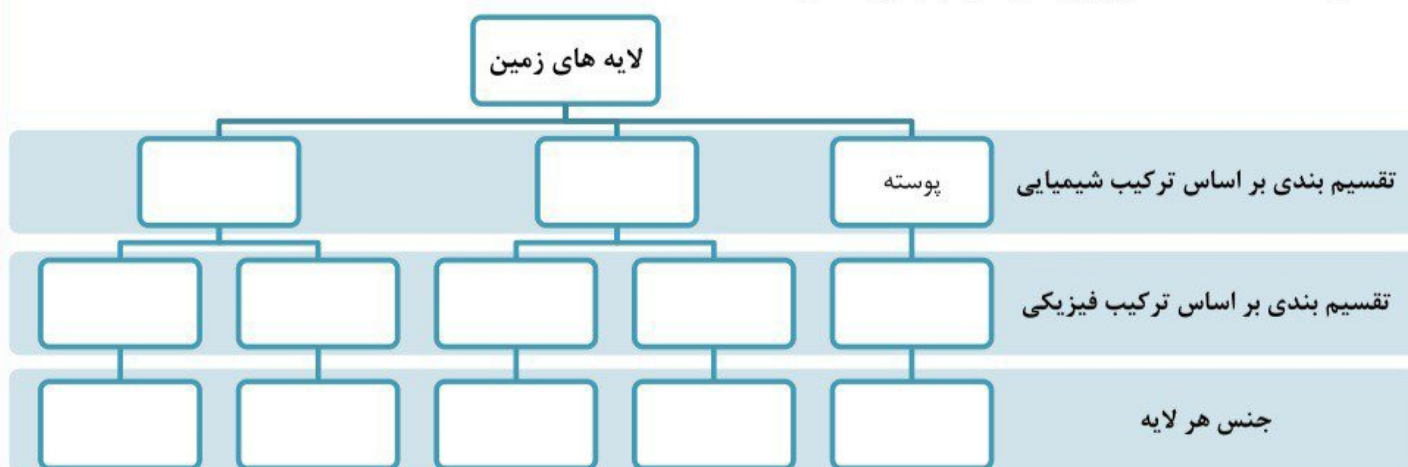 لایه های زمین
تقسیم بندی بر اساس ترکیب شیمیایی
پوسته
تقسیم بندی بر اساس ترکیب فیزیکی
جنس هر لایه